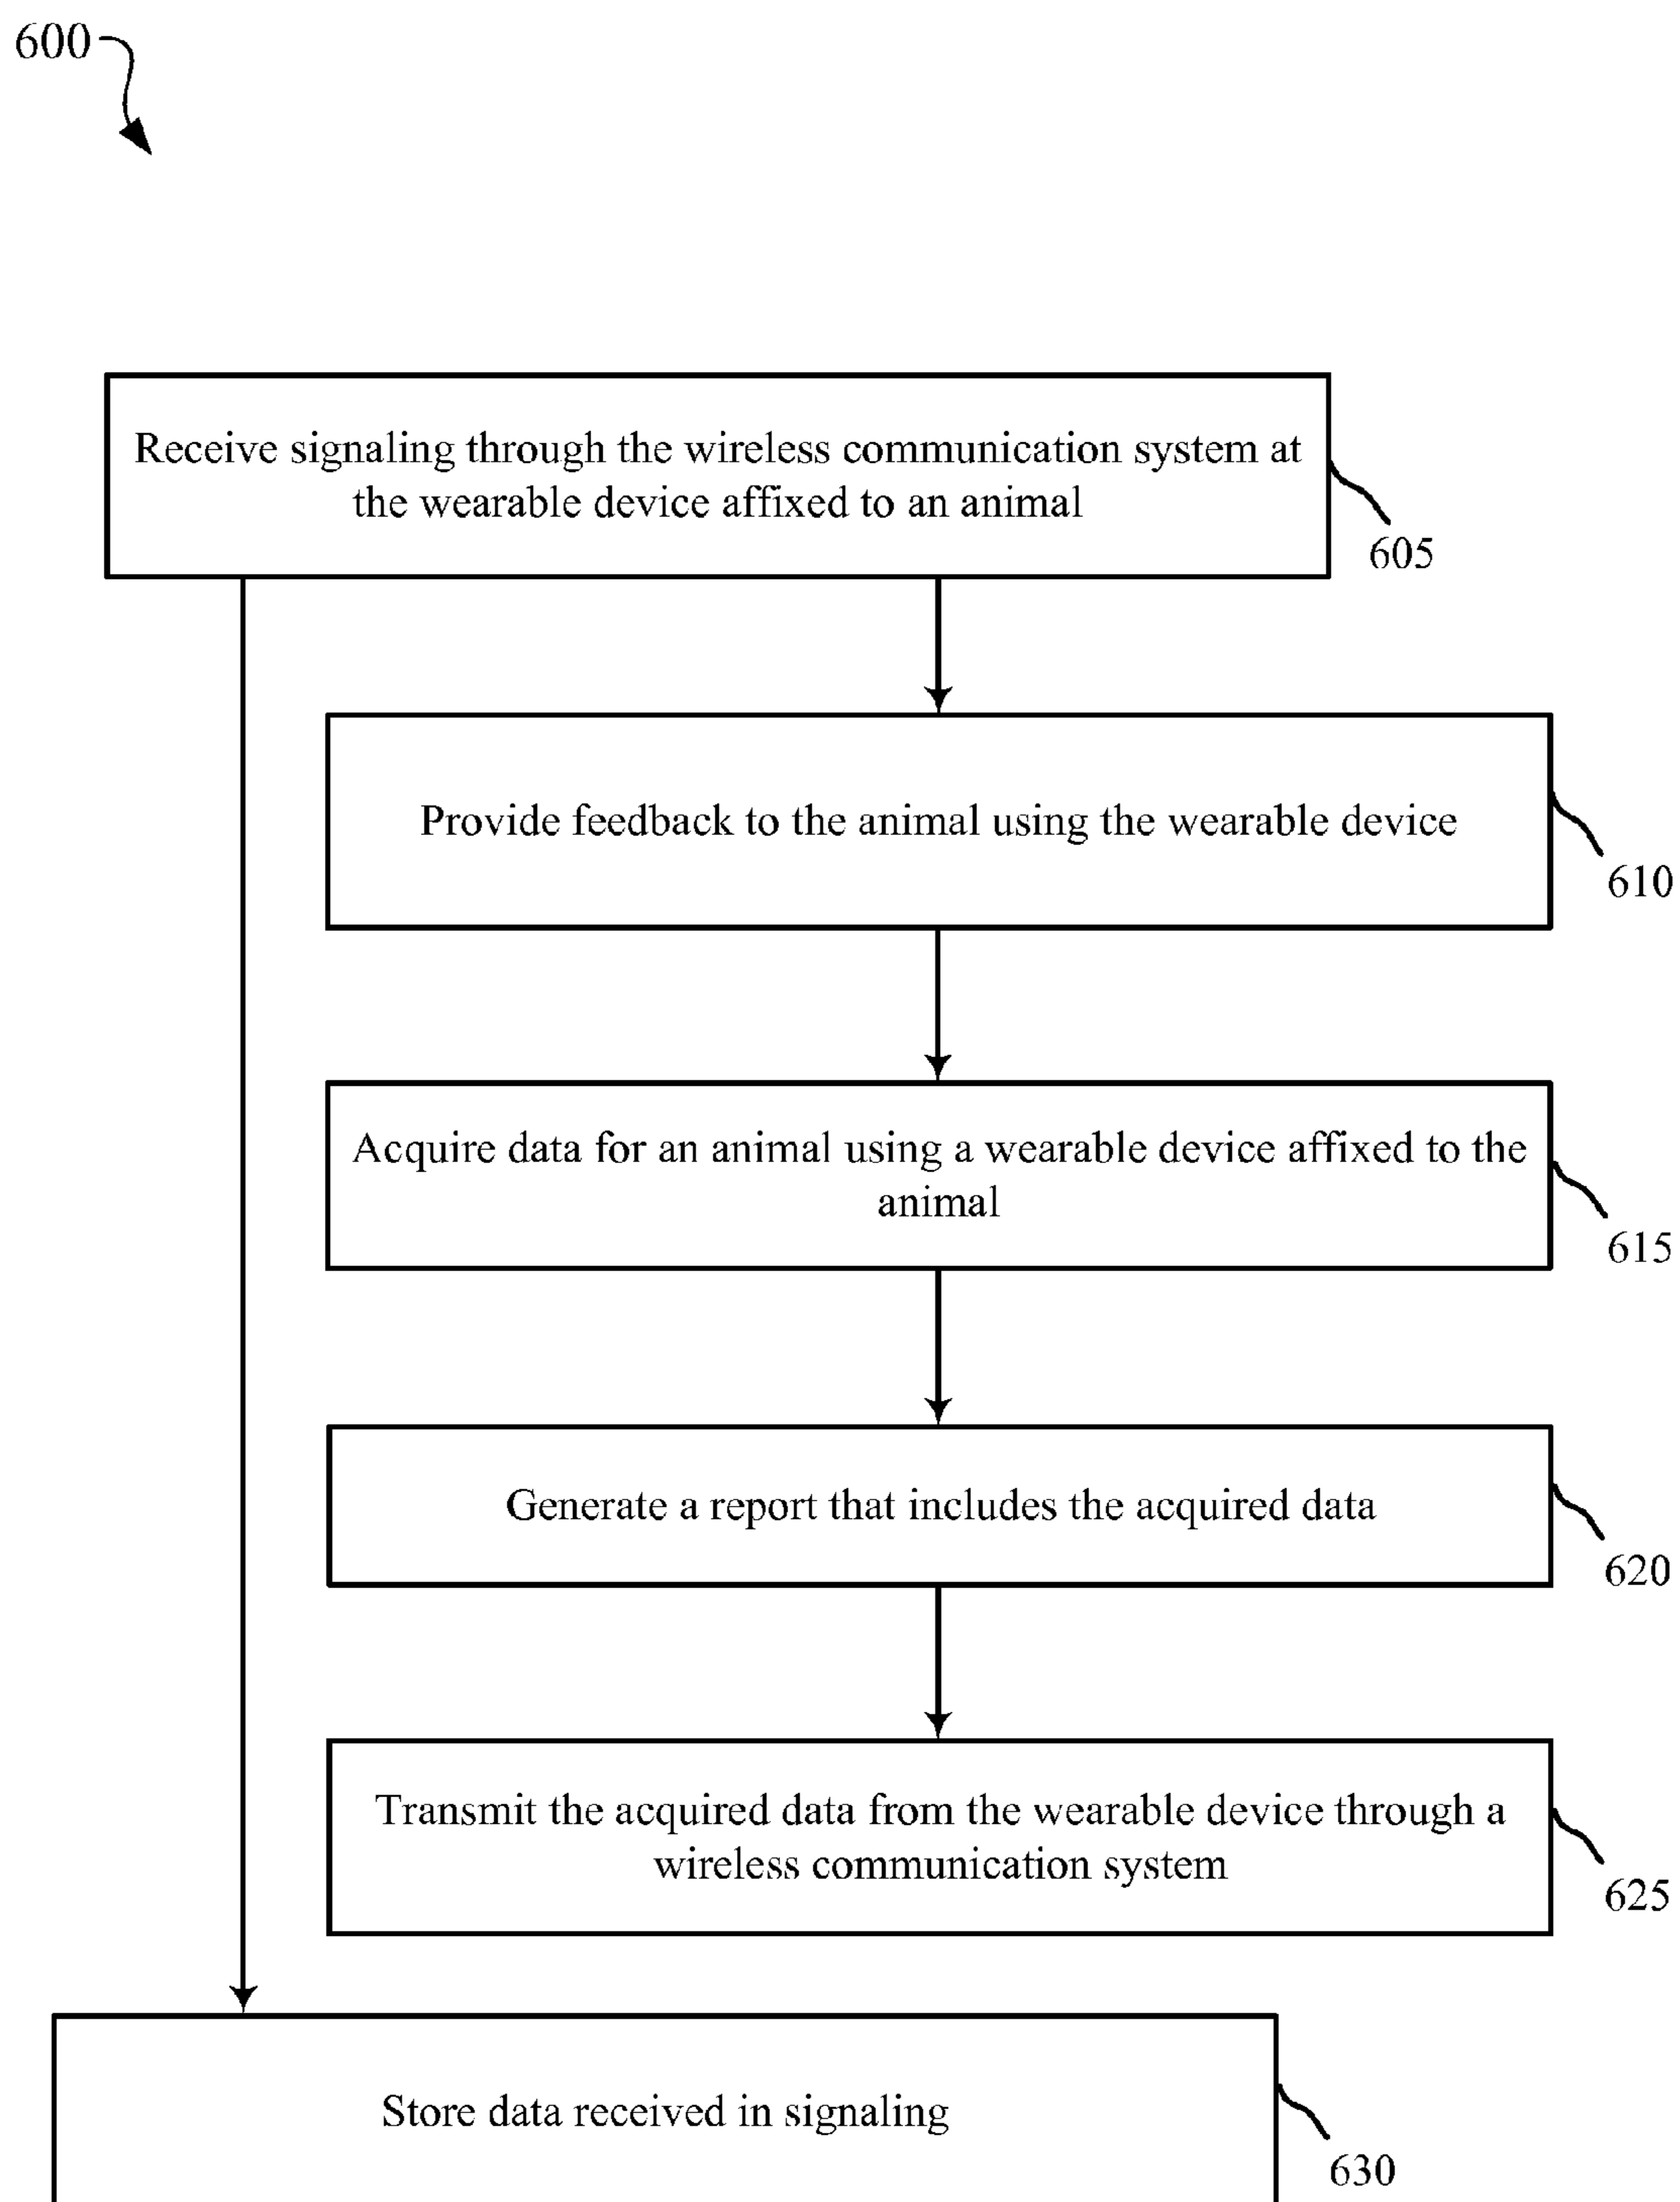 600
Receive signaling through the wireless communication system at
the wearable device affixed to an animal
605
Provide feedback to the animal using the wearable device
610
Acquire data for an animal using a wearable device affixed to the
animal
615
Generate a report that includes the acquired data
620
Transmit the acquired data from the wearable device through a
wireless communication system
625
Store data received in signaling
630